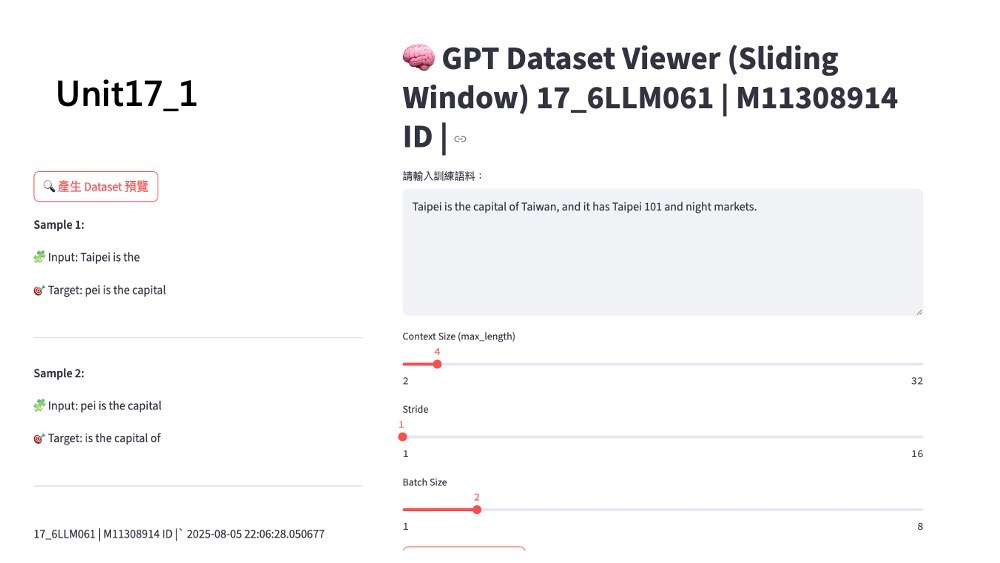 Unit17_1
🔍 產生 Dataset 預覽
Sample 1:
🧩 Input: Taipei is the
🎯 Target: pei is the capital
Sample 2:
🧩 Input: pei is the capital
🎯 Target: is the capital of
17_6LLM061 | M11308914 ID |` 2025-08-05 22:06:28.050677
🧠 GPT Dataset Viewer (Sliding
Window) 17_6LLM061 | M11308914
ID |
請輸入訓練語料：
Taipei is the capital of Taiwan, and it has Taipei 101 and night markets.
Context Size (max_length)
4
2 32
Stride
1
1 16
Batch Size
2
1 8